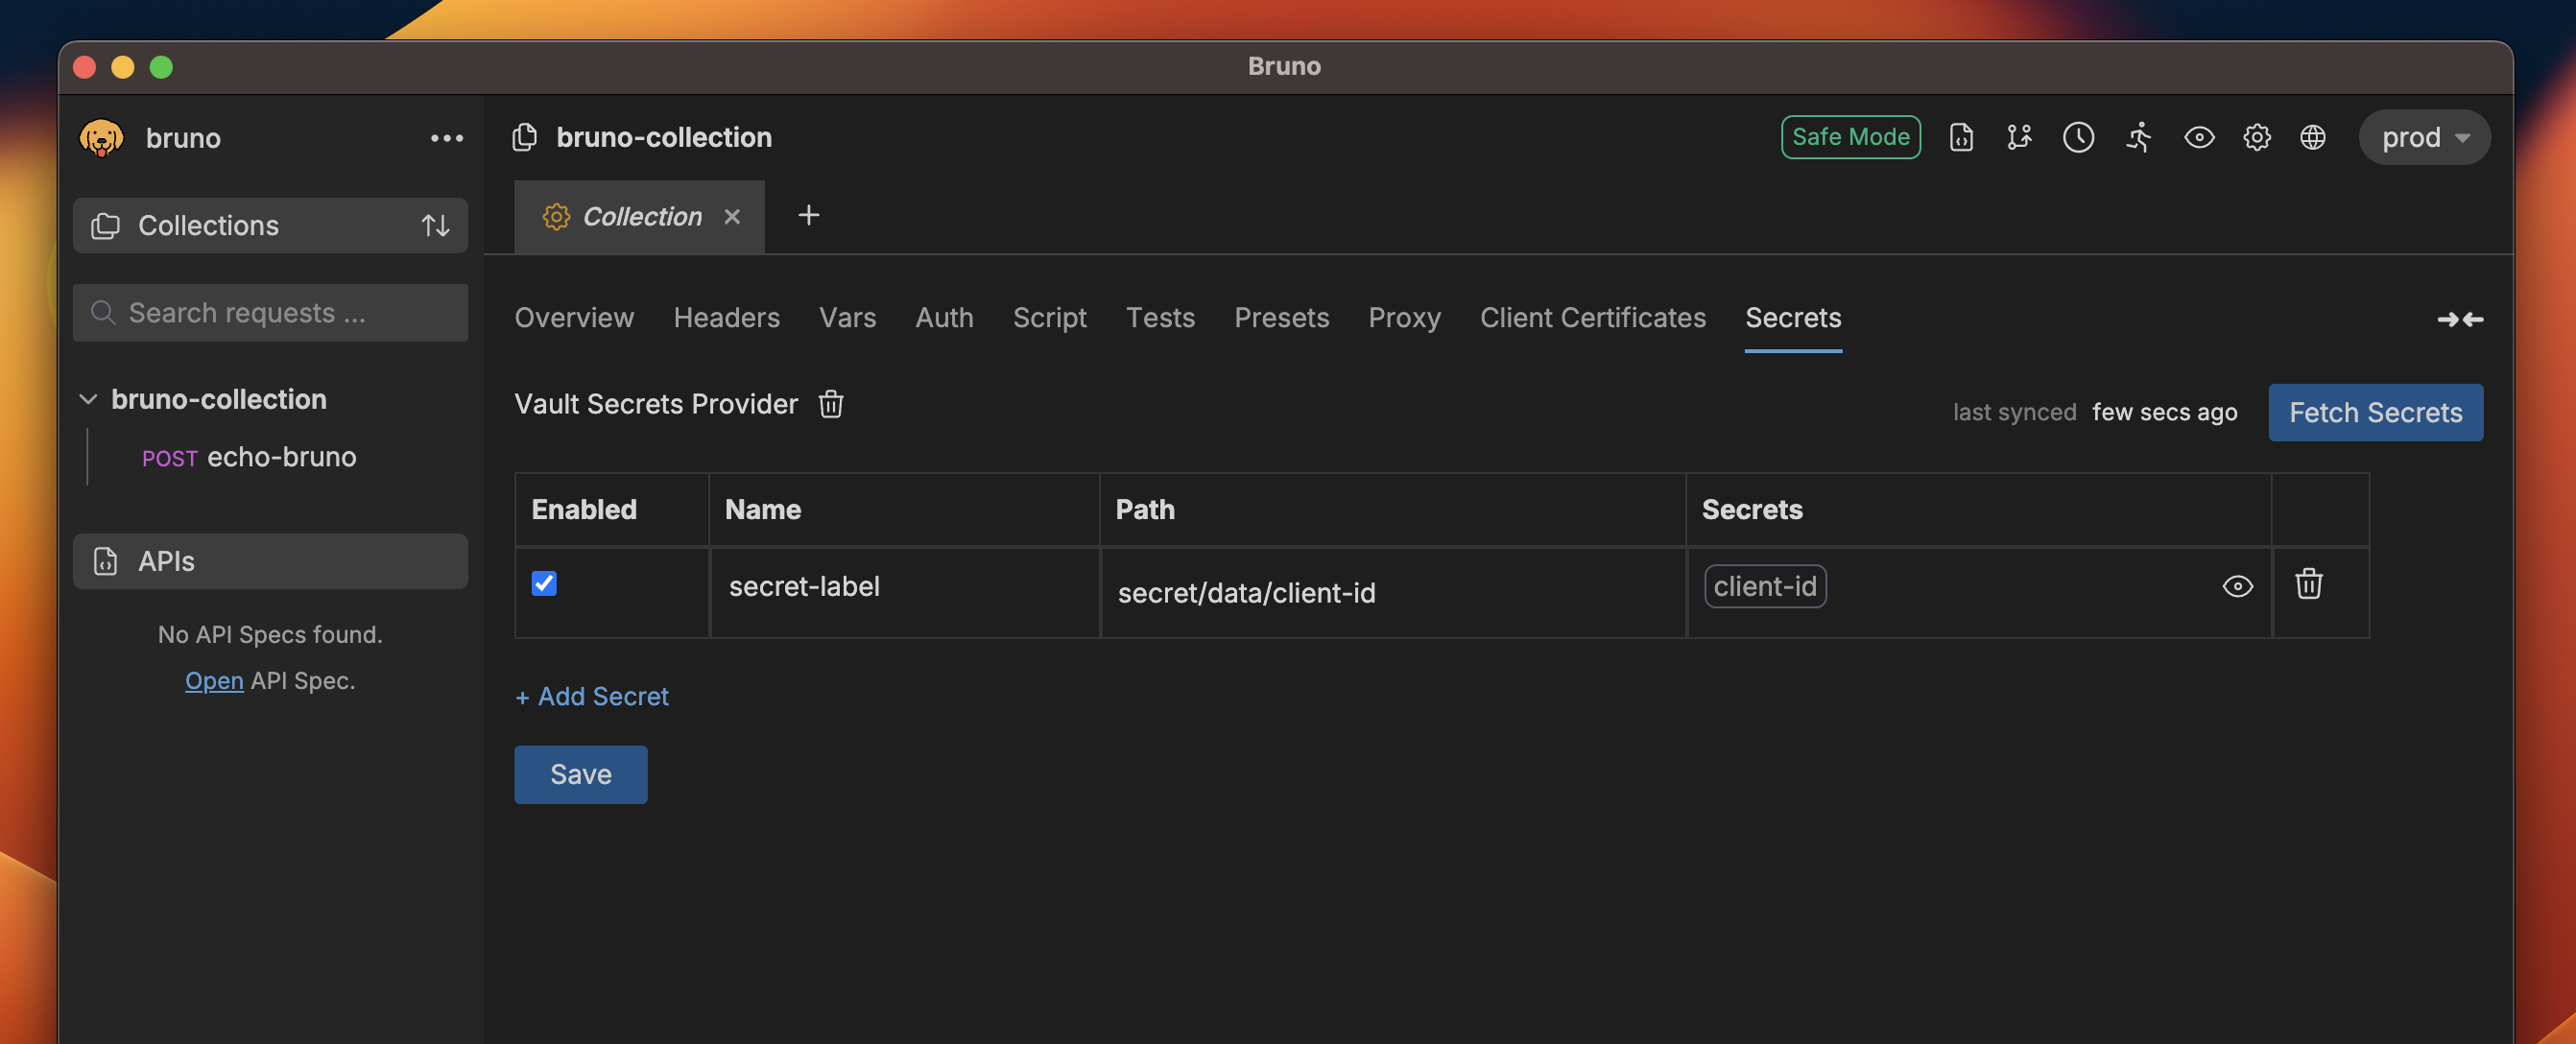 Bruno
bruno
Collections
Search requests ...
bruno-collection
POST echo-bruno
APIs
No API Specs found.
Open API Spec.
bruno-collection
Safe Mode
prod
Collection
Overview Headers Vars Auth Script Tests Presets Proxy Client Certificates Secrets
Vault Secrets Provider
last synced few secs ago
Fetch Secrets
Enabled Name Path Secrets
secret-label secret/data/client-id client-id
+ Add Secret
Save